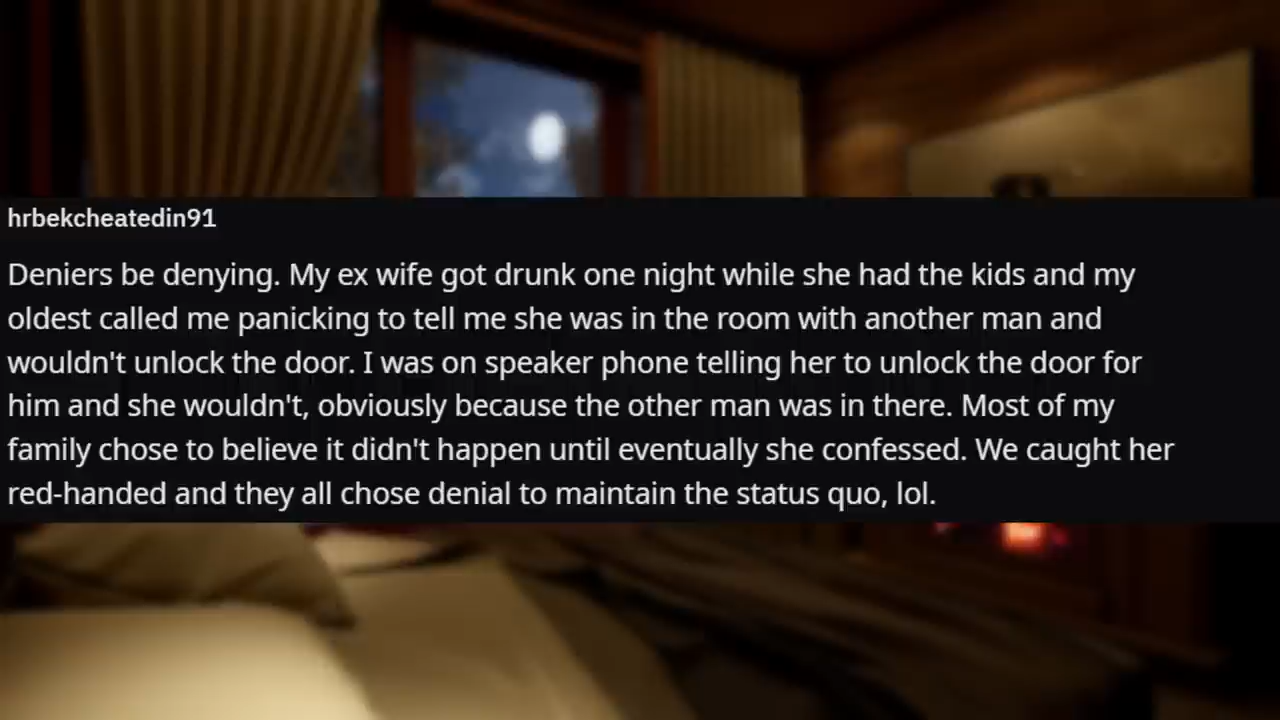 hrbekcheatedin91
Deniers be denying. My ex wife got drunk one night while she had the kids and my
oldest called me panicking to tell me she was in the room with another man and
wouldn't unlock the door. I was on speaker phone telling her to unlock the door for
him and she wouldn't, obviously because the other man was in there. Most of my
family chose to believe it didn't happen until eventually she confessed. We caught her
red-handed and they all chose denial to maintain the status quo, lol.